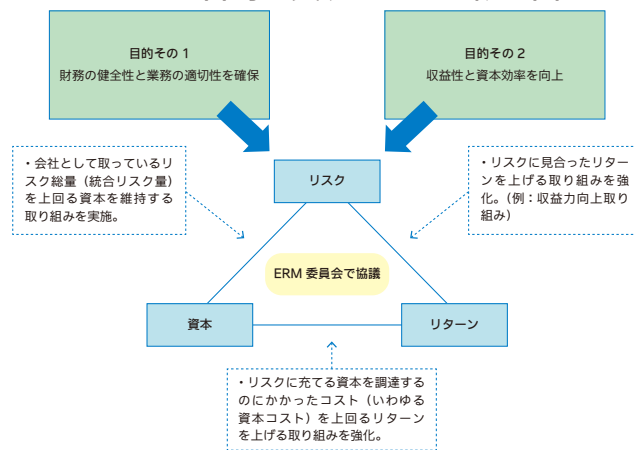 目的その 1
財務の健全性と業務の適切性を確保
目的その 2
収益性と資本効率を向上
・会社として取っているリ
スク総量（統合リスク量）
を上回る資本を維持する
取り組みを実施。
リスク
・リスクに見合ったリター
ンを上げる取り組みを強
化。（例：収益力向上取り
組み）
ERM 委員会で協議
資本
リターン
・リスクに充てる資本を調達する
のにかかったコスト（いわゆる
資本コスト）を上回るリターン
を上げる取り組みを強化。